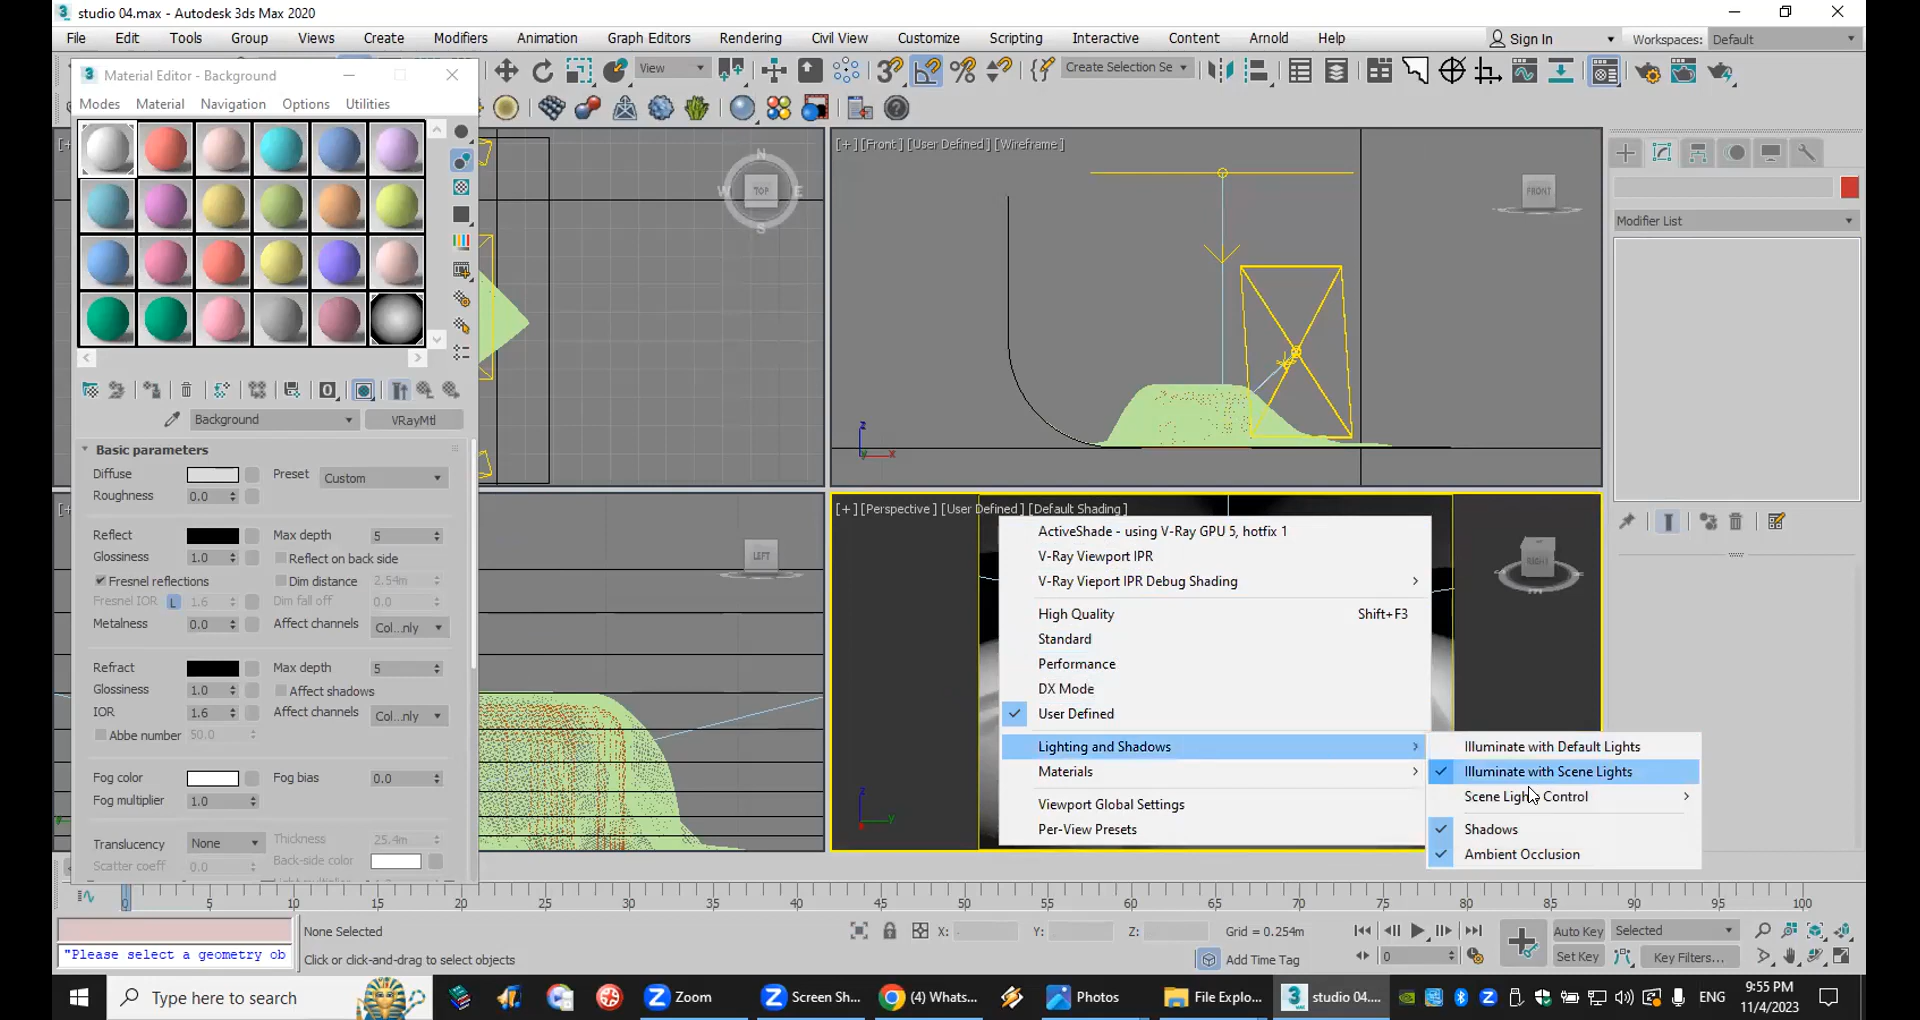 studio 04.max - Autodesk 3ds Max 2020
File Edit Tools Group Views Create Modifiers Animation Graph Editors Rendering Civil View Customize Scripting Interactive Content Arnold Help
Sign In Workspaces: Default
Material Editor - Background
View
Create Selection Se
Modes Material Navigation Options Utilities
[+] [Front] [User Defined] [Wireframe]
N
W TOP E
S
FRONT
Modifier List
Background
VRayMtl
Basic parameters
Diffuse Preset Custom
Roughness 0.0
Reflect Max depth 5
Glossiness 1.0 Reflect on back side
Fresnel reflections Dim distance 2.54m
Fresnel IOR L 1.6 Dim fall off 0.0
Metalness 0.0 Affect channels Col...nly
Refract Max depth 5
Glossiness 1.0 Affect shadows
IOR 1.6 Affect channels Col...nly
Abbe number 50.0
Fog color Fog bias 0.0
Fog multiplier 1.0
Translucency None Thickness 25.4m
Scatter coeff 0.0 Back-side color
LEFT
z
x
[+] [Perspective] [User Defined] [Default Shading]
RIGHT
ActiveShade - using V-Ray GPU 5, hotfix 1
V-Ray Viewport IPR
V-Ray Vieport IPR Debug Shading
High Quality Shift+F3
Standard
Performance
DX Mode
User Defined
Lighting and Shadows
Materials
Viewport Global Settings
Per-View Presets
Illuminate with Default Lights
Illuminate with Scene Lights
Scene Lights Control
Shadows
Ambient Occlusion
z
y
0 5 10 15 20 25 30 35 40 45 50 55 60 65 70 75 80 85 90 95 100
"Please select a geometry ob
None Selected
Click or click-and-drag to select objects
X: Y: Z: Grid = 0.254m
Add Time Tag
0
Auto Key Selected
Set Key Key Filters...
Type here to search
Zoom
Screen Sh...
(4) Whats...
Photos
File Explo...
studio 04....
ENG
9:55 PM
11/4/2023